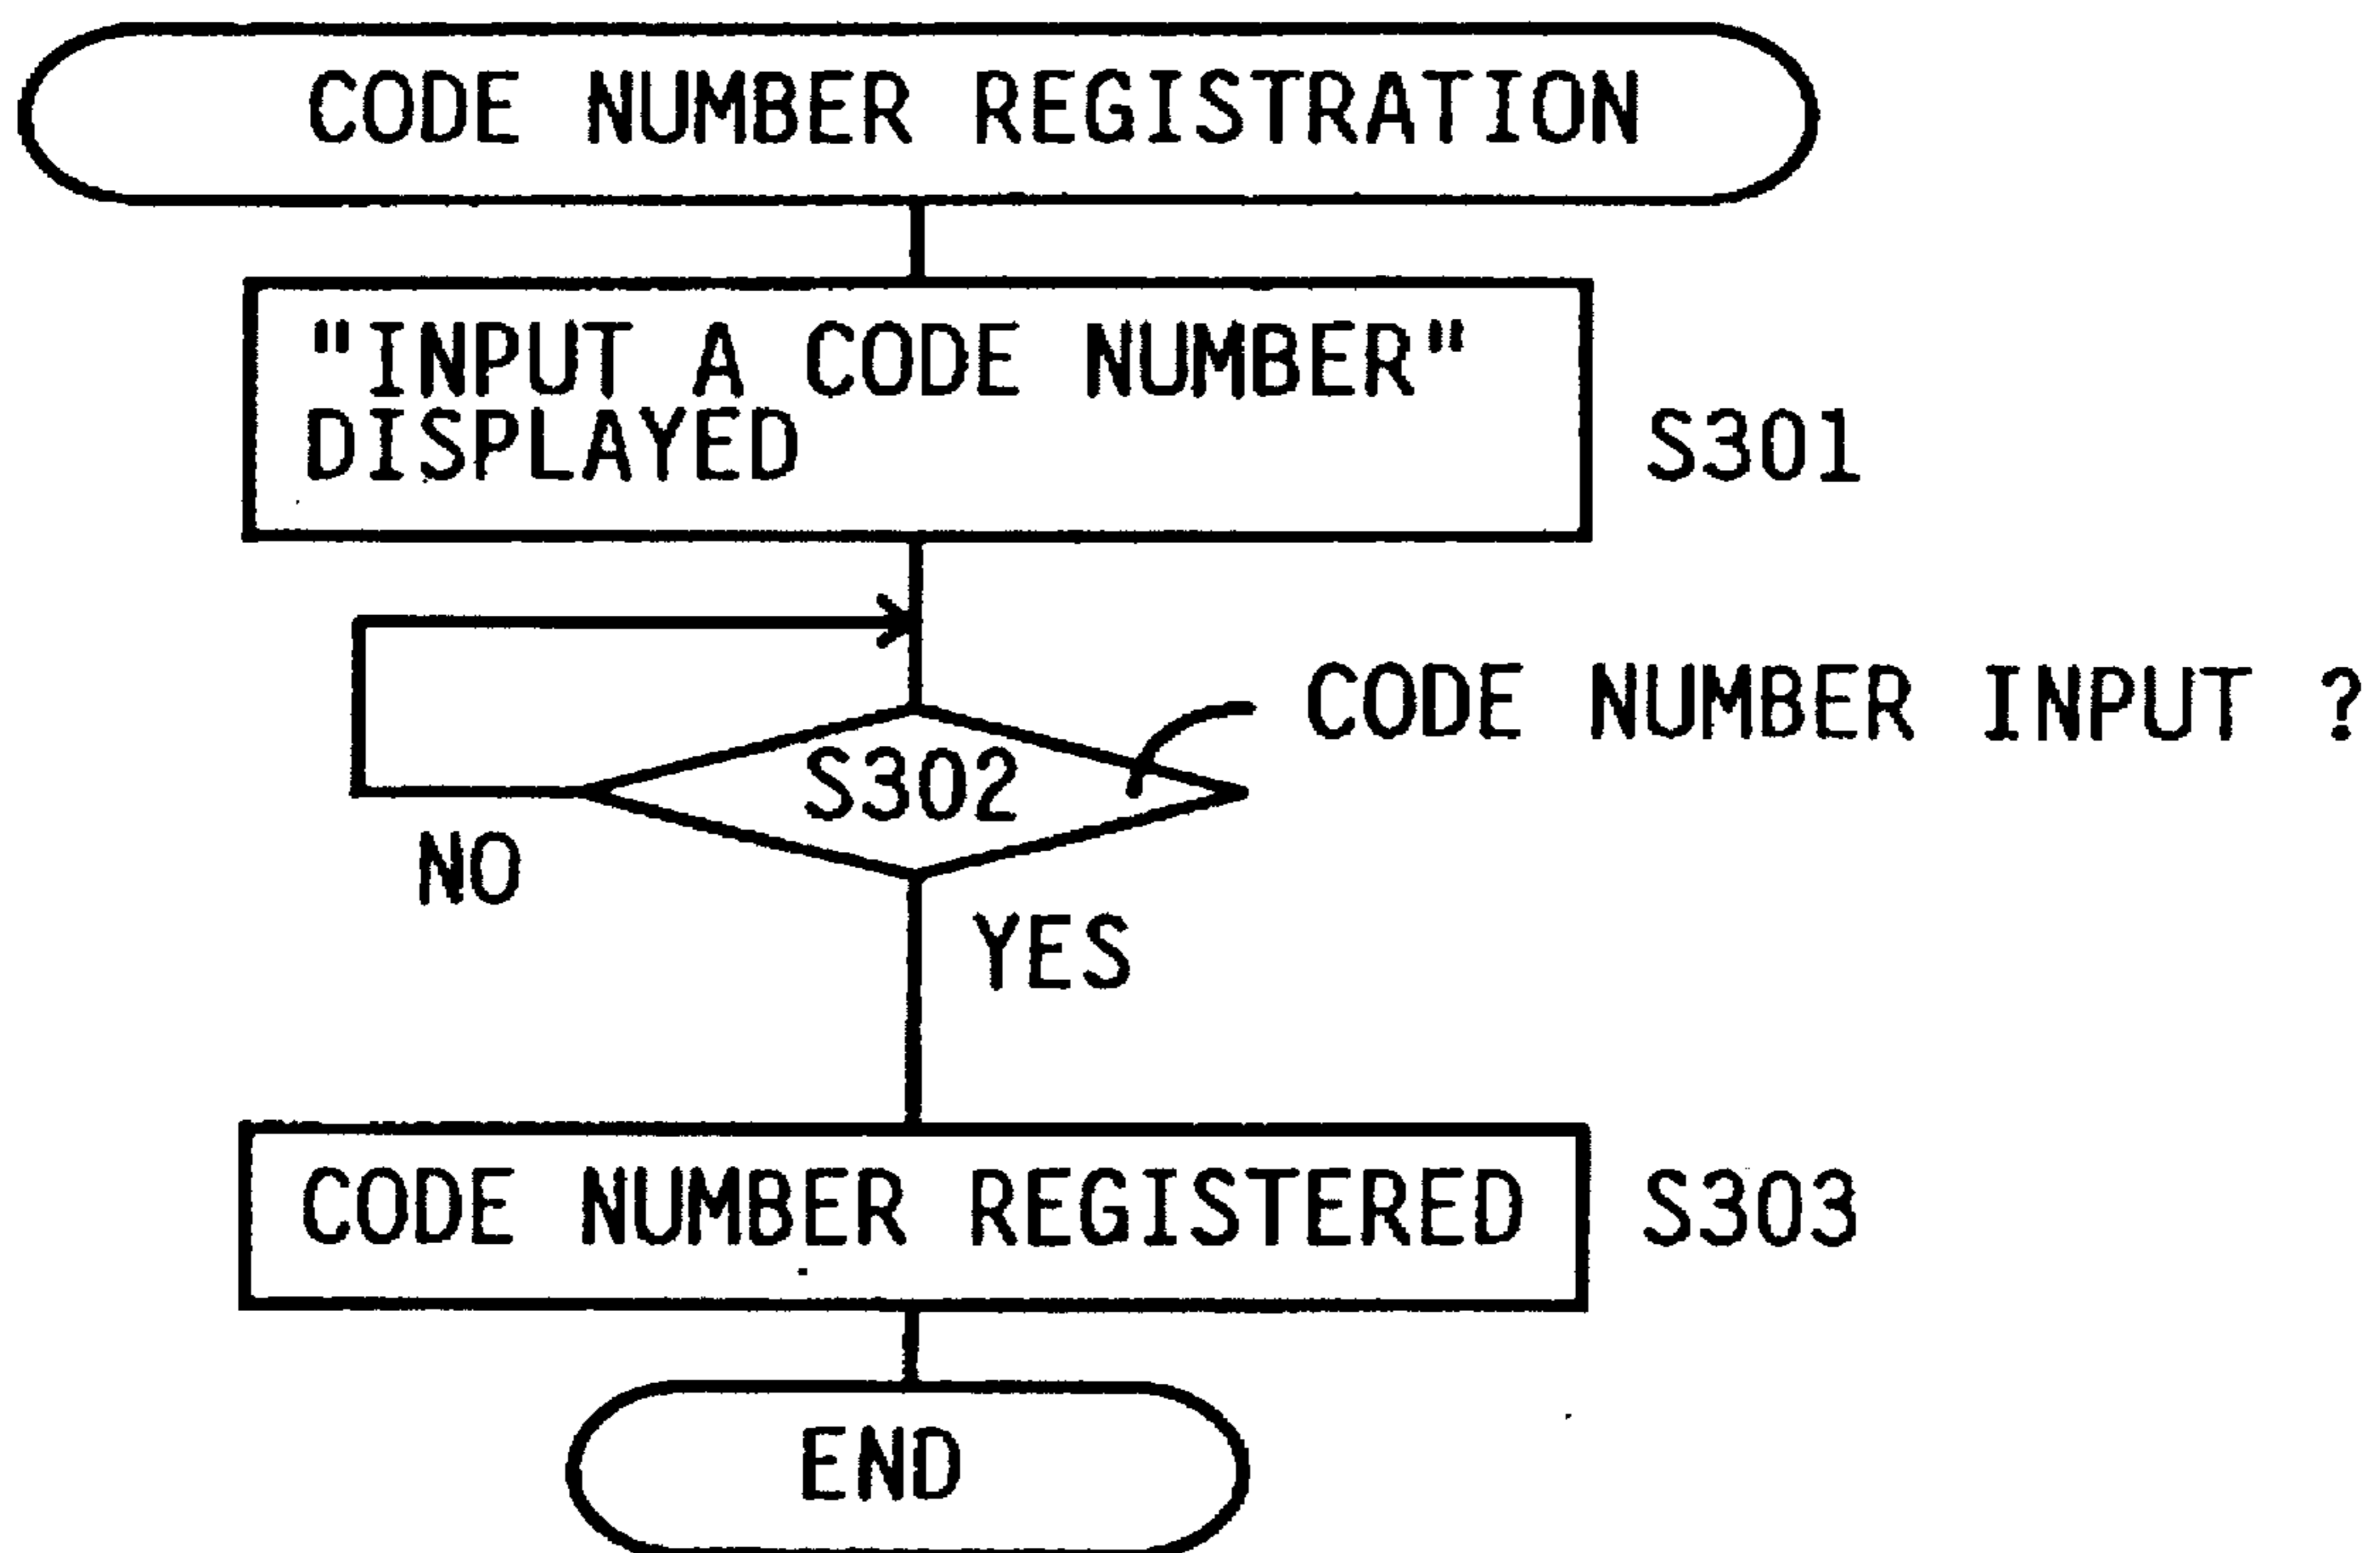 CODE NUMBER REGISTRATION
"INPUT A CODE NUMBER"
DISPLAYED
S301
CODE NUMBER INPUT ?
S302
NO
YES
CODE NUMBER REGISTERED
S303
END